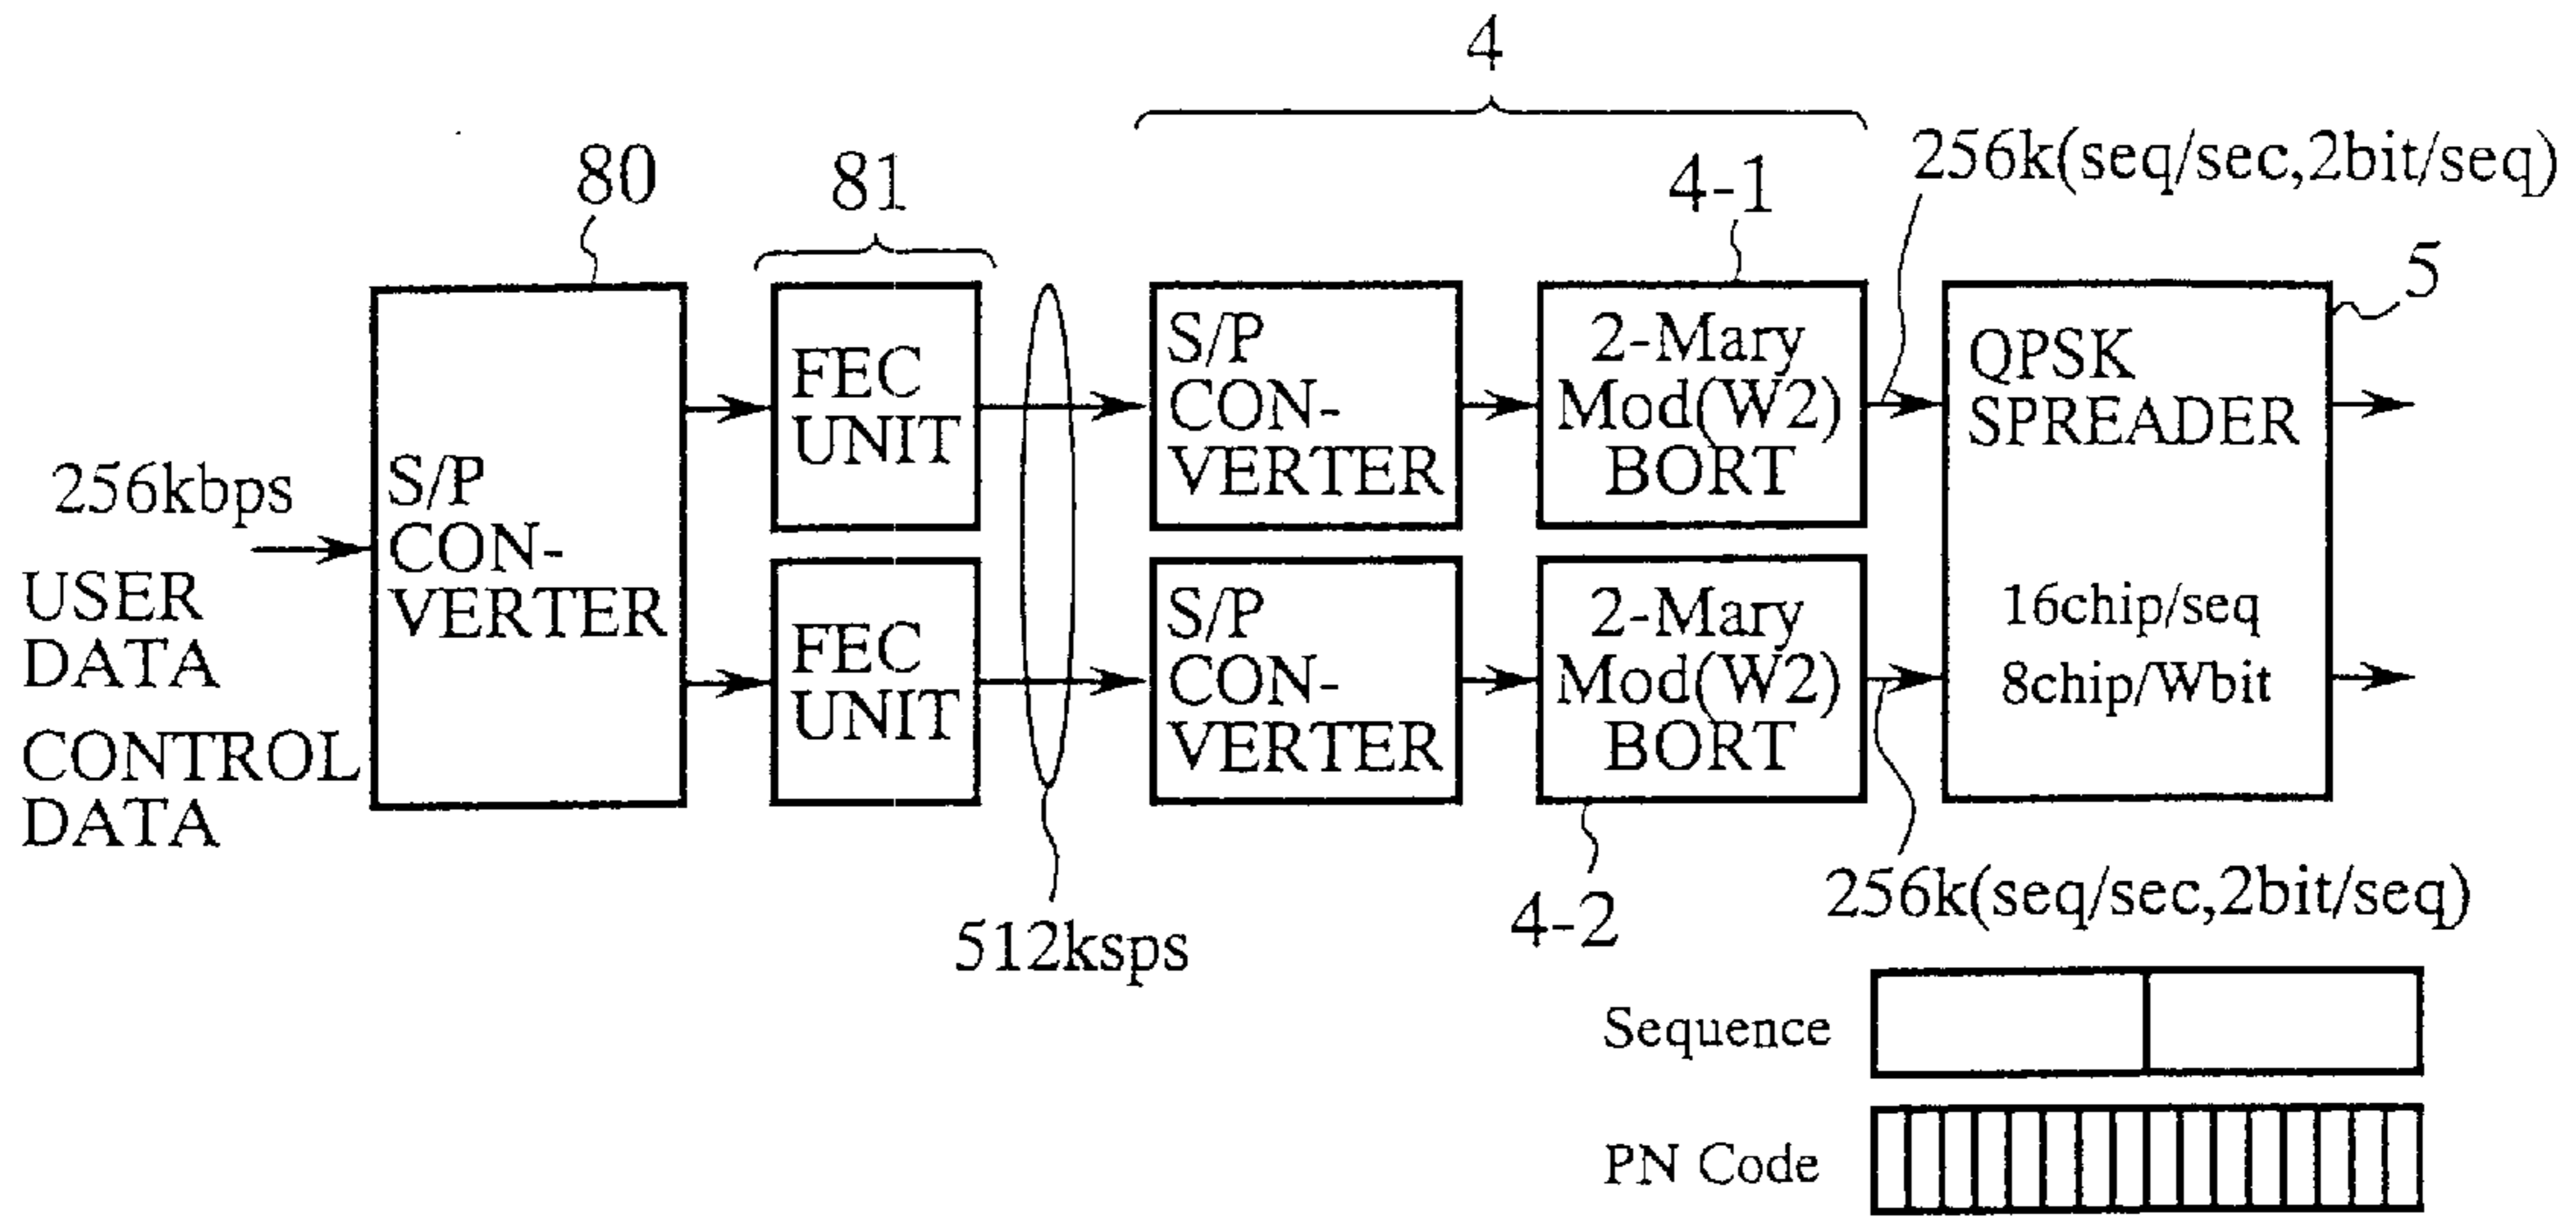 4
80
81
4-1
256k(seq/sec,2bit/seq)
5
256kbps
USER
DATA
CONTROL
DATA
S/P
CON-
VERTER
FEC
UNIT
FEC
UNIT
512ksps
S/P
CON-
VERTER
S/P
CON-
VERTER
2-Mary
Mod(W2)
BORT
2-Mary
Mod(W2)
BORT
4-2
QPSK
SPREADER
16chip/seq
8chip/Wbit
256k(seq/sec,2bit/seq)
Sequence
PN Code